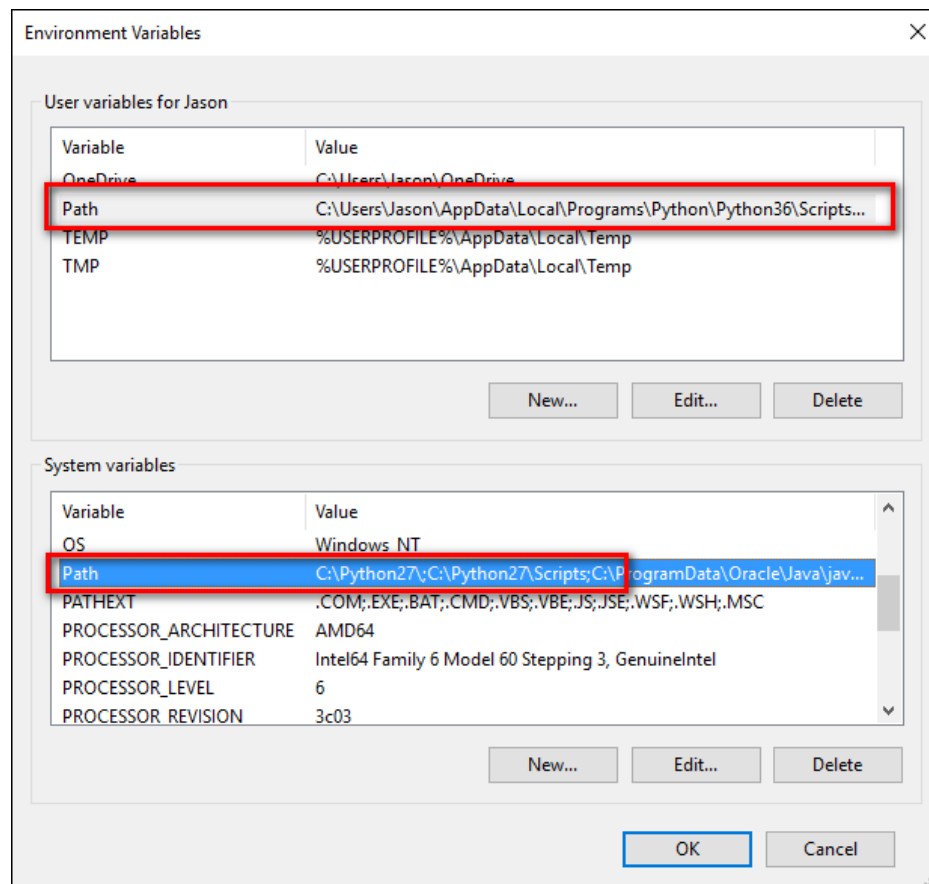 Environment Variables
User variables for Jason
Variable Value
OneDrive C:\Users\Jason\OneDrive
Path C:\Users\Jason\AppData\Local\Programs\Python\Python36\Scripts...
TEMP %USERPROFILE%\AppData\Local\Temp
TMP %USERPROFILE%\AppData\Local\Temp
New... Edit... Delete
System variables
Variable Value
OS Windows_NT
Path C:\Python27\;C:\Python27\Scripts;C:\ProgramData\Oracle\Java\jav...
PATHEXT .COM;.EXE;.BAT;.CMD;.VBS;.VBE;.JS;.JSE;.WSF;.WSH;.MSC
PROCESSOR_ARCHITECTURE AMD64
PROCESSOR_IDENTIFIER Intel64 Family 6 Model 60 Stepping 3, GenuineIntel
PROCESSOR_LEVEL 6
PROCESSOR_REVISION 3c03
New... Edit... Delete
OK Cancel